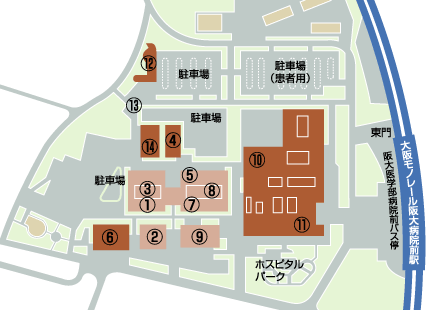 ⑫
駐車場
駐車場
(患者用)
⑬
駐車場
東門
⑭
④
⑩
大阪モノレール阪大病院前駅
阪大医学部病院前バス停
駐車場
③
⑤
⑧
①
⑦
⑪
⑥
②
⑨
ホスピタル
パーク